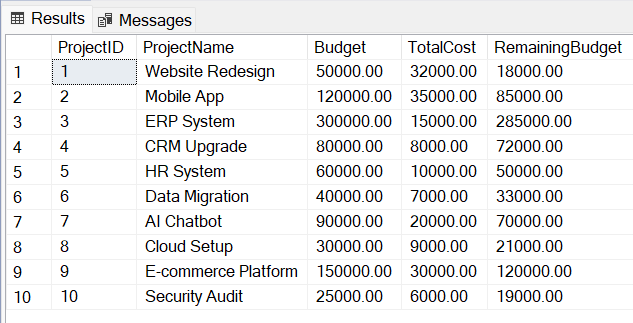 Results Messages
ProjectID ProjectName Budget TotalCost RemainingBudget
1 1 Website Redesign 50000.00 32000.00 18000.00
2 2 Mobile App 120000.00 35000.00 85000.00
3 3 ERP System 300000.00 15000.00 285000.00
4 4 CRM Upgrade 80000.00 8000.00 72000.00
5 5 HR System 60000.00 10000.00 50000.00
6 6 Data Migration 40000.00 7000.00 33000.00
7 7 AI Chatbot 90000.00 20000.00 70000.00
8 8 Cloud Setup 30000.00 9000.00 21000.00
9 9 E-commerce Platform 150000.00 30000.00 120000.00
10 10 Security Audit 25000.00 6000.00 19000.00